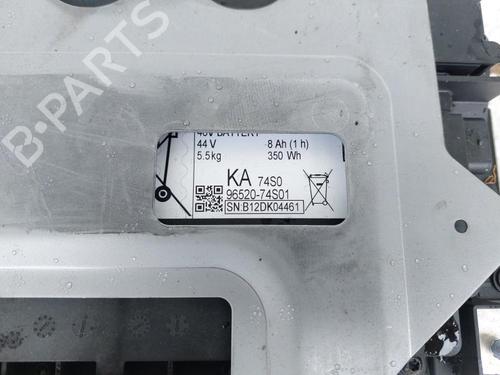 B-PARTS
48V BATTERY
44 V 8 Ah (1 h)
5.5kg 350 Wh
KA 74S0
96520-74S01
SN:B12DK04461